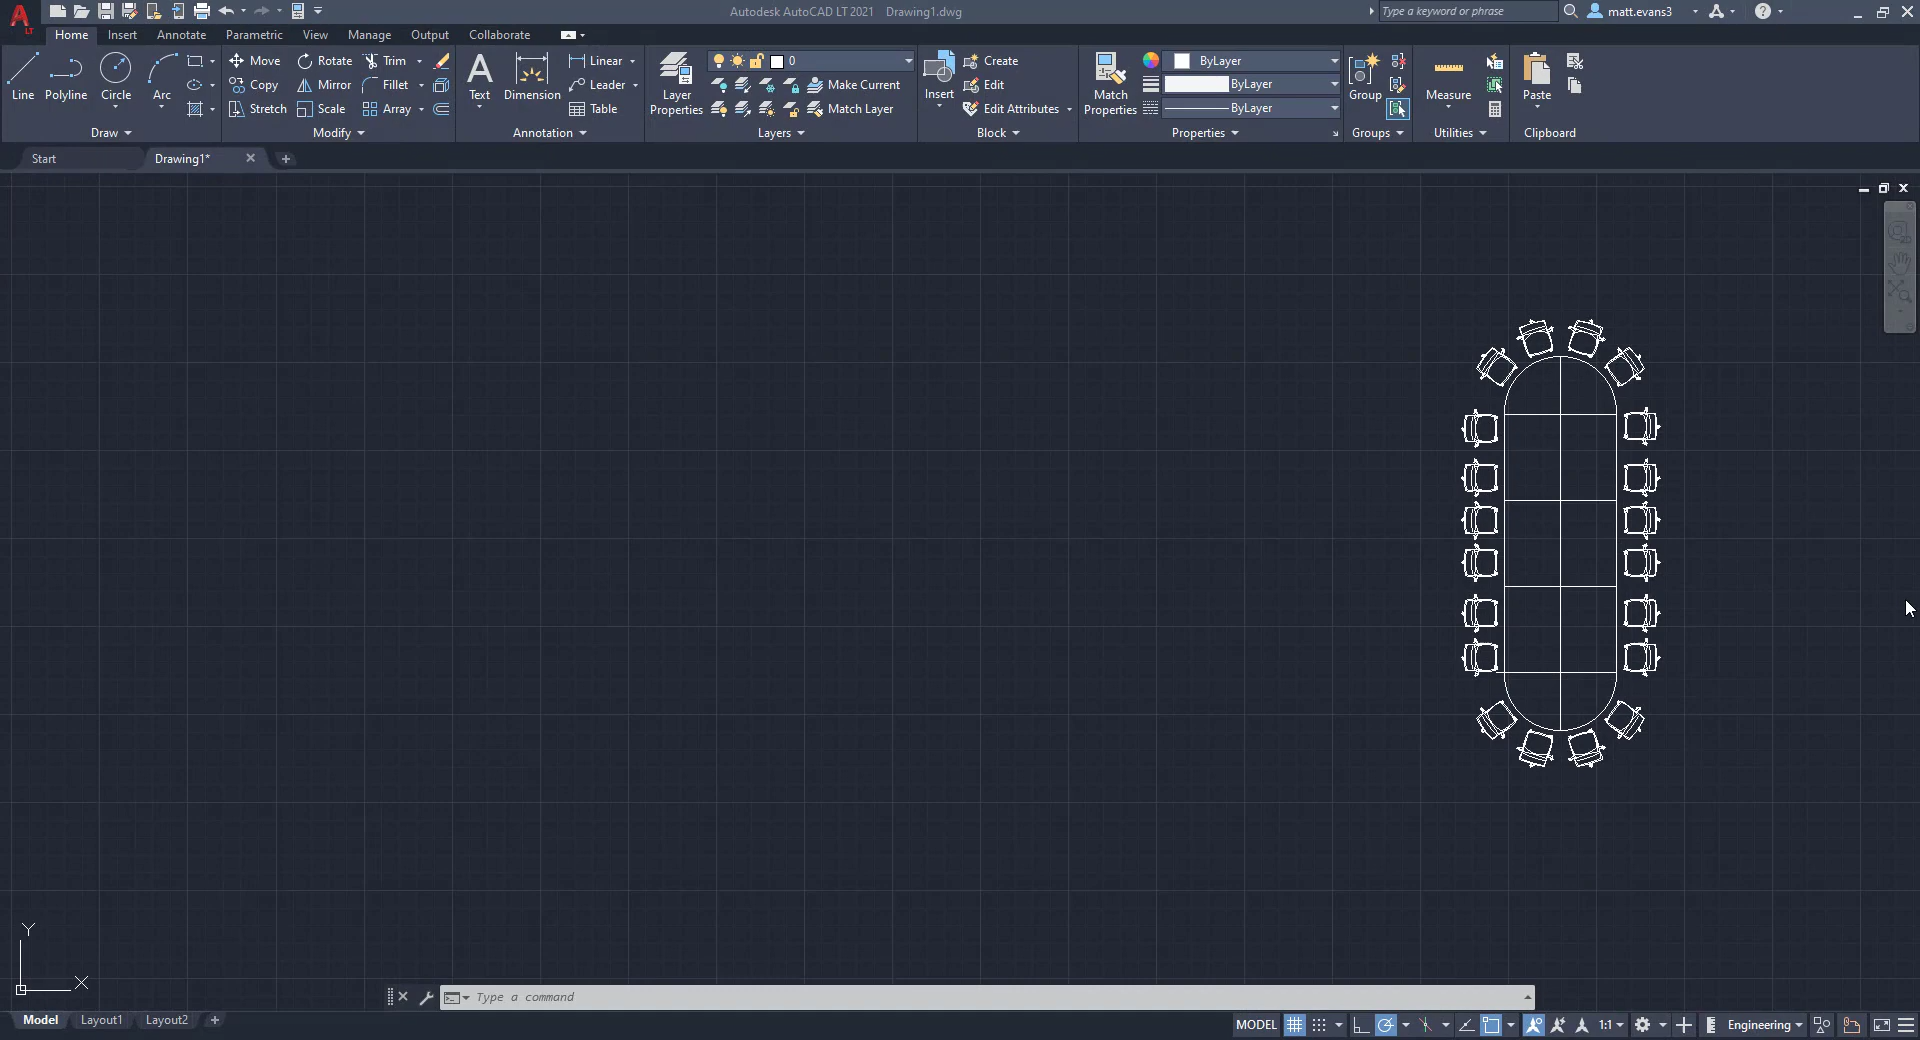 Autodesk AutoCAD LT 2021 Drawing1.dwg
Type a keyword or phrase
matt.evans3
LT
Home Insert Annotate Parametric View Manage Output Collaborate
Line Polyline Circle Arc
Draw
Move Rotate Trim
Copy Mirror Fillet
Stretch Scale Array
Modify
Text Dimension
Linear
Leader
Table
Annotation
Layer Properties
0
Make Current
Match Layer
Layers
Insert
Create
Edit
Edit Attributes
Block
Match Properties
ByLayer
ByLayer
ByLayer
Properties
Group
Groups
Measure
Utilities
Paste
Clipboard
Start Drawing1*
Y
X
Type a command
Model Layout1 Layout2
MODEL 1:1 Engineering